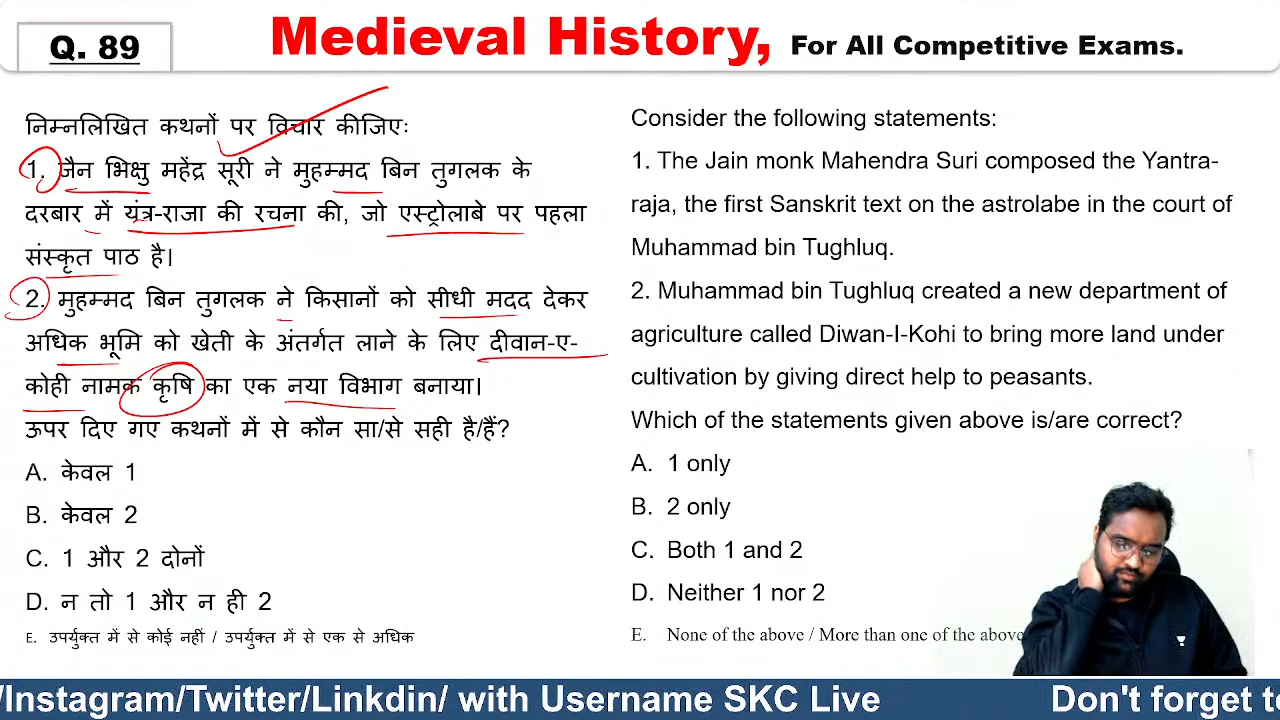 Q. 89
Medieval History, For All Competitive Exams.
निम्नलिखित कथनों पर विचार कीजिए:
1. जैन भिक्षु महेंद्र सूरी ने मुहम्मद बिन तुगलक के
दरबार में यंत्र-राजा की रचना की, जो एस्ट्रोलाबे पर पहला
संस्कृत पाठ है।
2. मुहम्मद बिन तुगलक ने किसानों को सीधी मदद देकर
अधिक भूमि को खेती के अंतर्गत लाने के लिए दीवान-ए-
कोही नामक कृषि का एक नया विभाग बनाया।
ऊपर दिए गए कथनों में से कौन सा/से सही है/हैं?
A. केवल 1
B. केवल 2
C. 1 और 2 दोनों
D. न तो 1 और न ही 2
E. उपर्युक्त में से कोई नहीं / उपर्युक्त में से एक से अधिक
Consider the following statements:
1. The Jain monk Mahendra Suri composed the Yantra-
raja, the first Sanskrit text on the astrolabe in the court of
Muhammad bin Tughluq.
2. Muhammad bin Tughluq created a new department of
agriculture called Diwan-I-Kohi to bring more land under
cultivation by giving direct help to peasants.
Which of the statements given above is/are correct?
A. 1 only
B. 2 only
C. Both 1 and 2
D. Neither 1 nor 2
E. None of the above / More than one of the above
/Instagram/Twitter/Linkdin/ with Username SKC Live Don't forget to